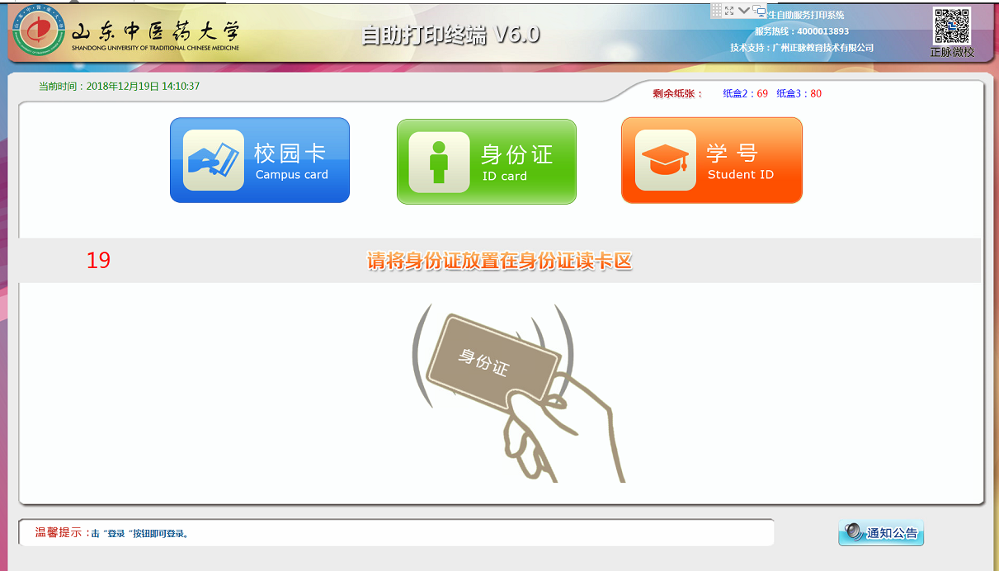 山东中医药大学
SHANDONG UNIVERSITY OF TRADITIONAL CHINESE MEDICINE
自助打印终端 V6.0
生自助服务打印系统
服务热线：4000013893
技术支持：广州正脉教育技术有限公司
正脉微校
当前时间：2018年12月19日 14:10:37
剩余纸张： 纸盒2：69 纸盒3：80
校园卡
Campus card
身份证
ID card
学号
Student ID
19
请将身份证放置在身份证读卡区
身份证
温馨提示：击 “登录 “按钮即可登录。
通知公告